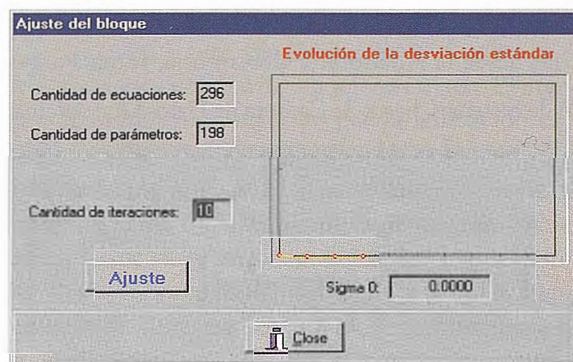 Ajuste del bloque
Evolución de la desviación estándar
Cantidad de ecuaciones: 296
Cantidad de parámetros: 198
Cantidad de iteraciones: 10
Ajuste
Sigma 0: 0.0000
Close